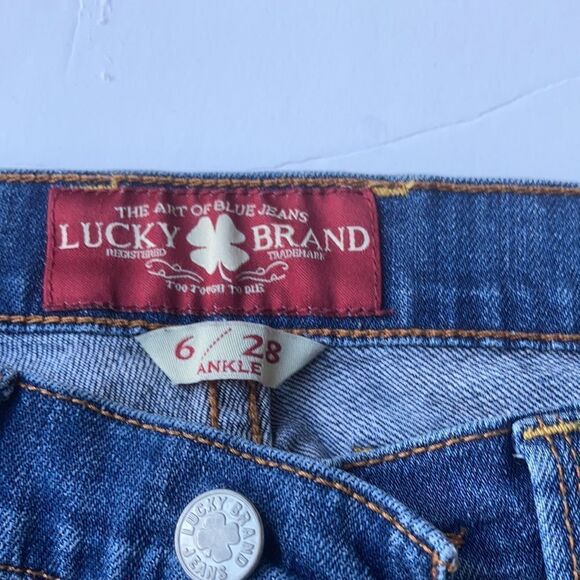 THE ART OF BLUE JEANS
LUCKY BRAND
REGISTERED TRADEMARK
TOO TOUGH TO DIE
6 28
ANKLE
LUCKY BRAND
JEANS